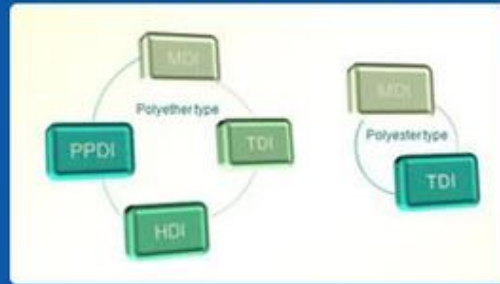 MDI
Polyether type
PPDI
TDI
HDI
MDI
Polyester type
TDI